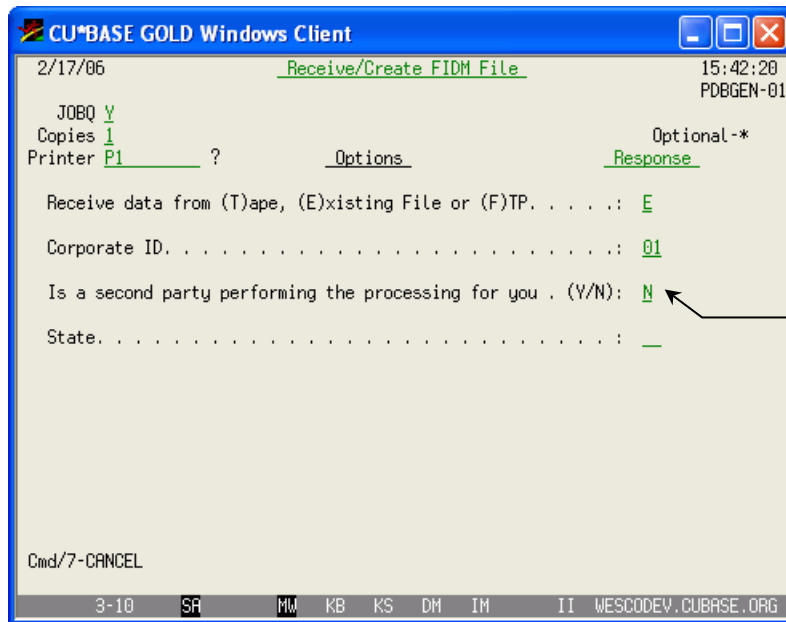 CU*BASE GOLD Windows Client
2/17/06 Receive/Create FIDM File 15:42:20
PDBGEN-01
JOBQ Y
Copies 1 Optional-*
Printer P1 ? Options Response
Receive data from (T)ape, (E)xisting File or (F)TP. . . . .: E
Corporate ID. . . . . . . . . . . . . . . . . . . . . . . . . . . . .: 01
Is a second party performing the processing for you . (Y/N): N
State. . . . . . . . . . . . . . . . . . . . . . . . . . . . . . . . :
Cmd/7-CANCEL
3-10 SA MW KB KS DM IM II WESCODEV.CUBASE.ORG